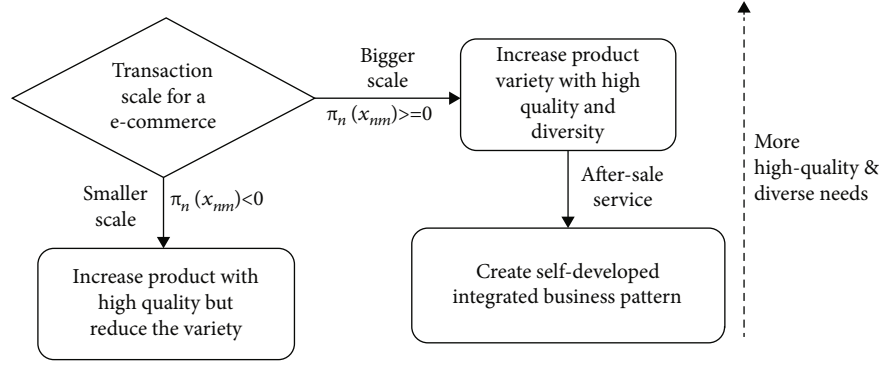 Transaction
scale for a
e-commerce
Bigger
scale
πn (xnm)>=0
Increase product
variety with high
quality and
diversity
Smaller
scale
πn (xnm)<0
After-sale
service
Increase product with
high quality but
reduce the variety
Create self-developed
integrated business pattern
More
high-quality &
diverse needs